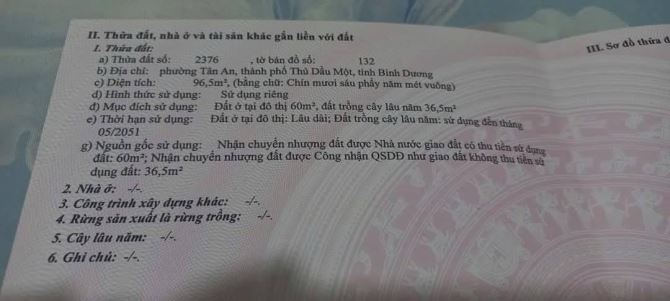 II. Thửa đất, nhà ở và tài sản khác gắn liền với đất
III. Sơ đồ thửa đ
1. Thửa đất:
a) Thửa đất số: 2376 , tờ bản đồ số: 132
b) Địa chỉ: phường Tân An, thành phố Thủ Dầu Một, tỉnh Bình Dương
c) Diện tích: 96,5m², (bằng chữ: Chín mươi sáu phẩy năm mét vuông)
d) Hình thức sử dụng: Sử dụng riêng
đ) Mục đích sử dụng: Đất ở tại đô thị 60m², đất trồng cây lâu năm 36,5m²
e) Thời hạn sử dụng: Đất ở tại đô thị: Lâu dài; Đất trồng cây lâu năm: sử dụng đến tháng
05/2051
g) Nguồn gốc sử dụng: Nhận chuyển nhượng đất được Nhà nước giao đất có thu tiền sử dụng
đất: 60m²; Nhận chuyển nhượng đất được Công nhận QSDĐ như giao đất không thu tiền sử
dụng đất: 36,5m²
2. Nhà ở: -/-.
3. Công trình xây dựng khác: -/-.
4. Rừng sản xuất là rừng trồng: -/-.
5. Cây lâu năm: -/-.
6. Ghi chú: -/-.